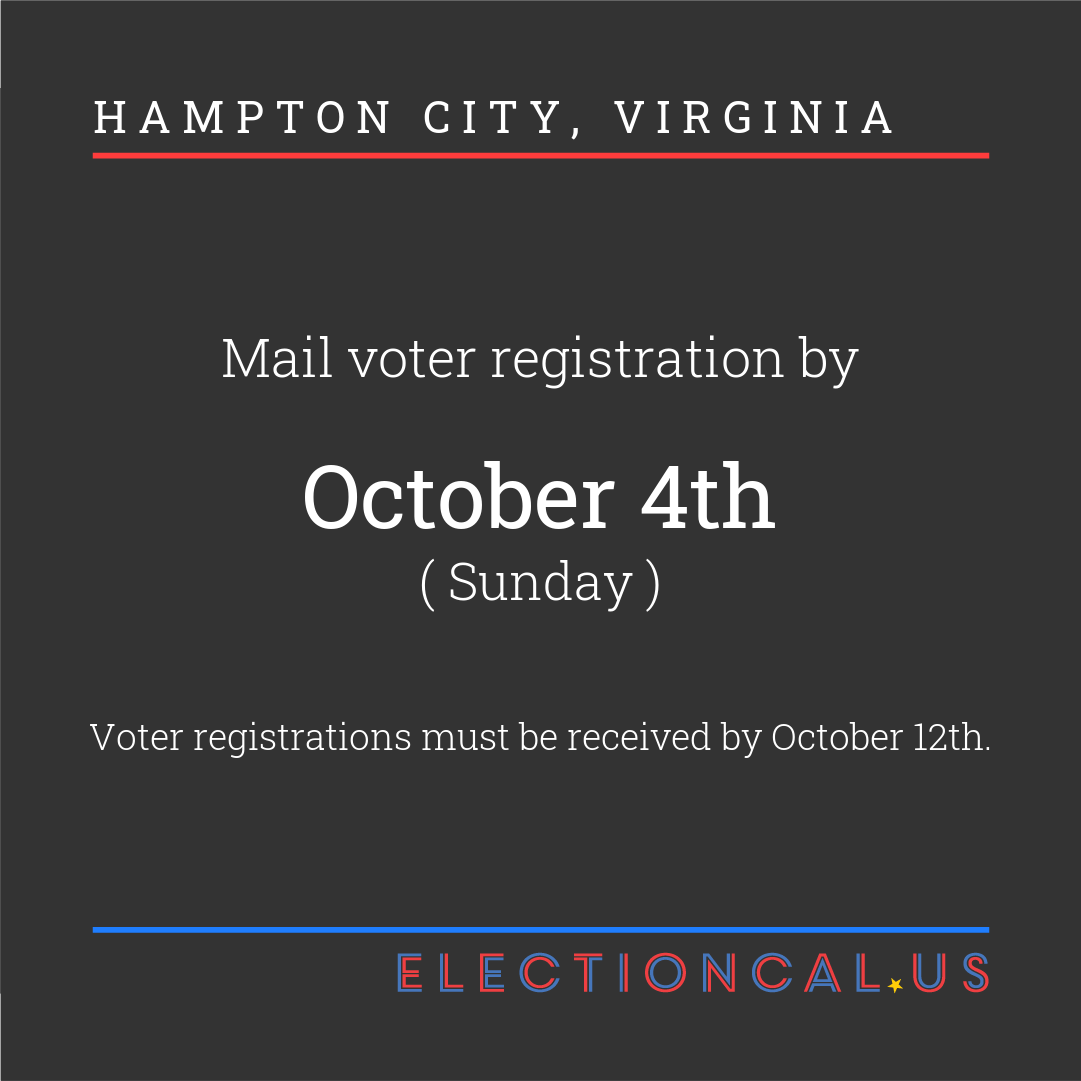 HAMPTON CITY, VIRGINIA
Mail voter registration by
October 4th
( Sunday )
Voter registrations must be received by October 12th.
ELECTIONCAL.US